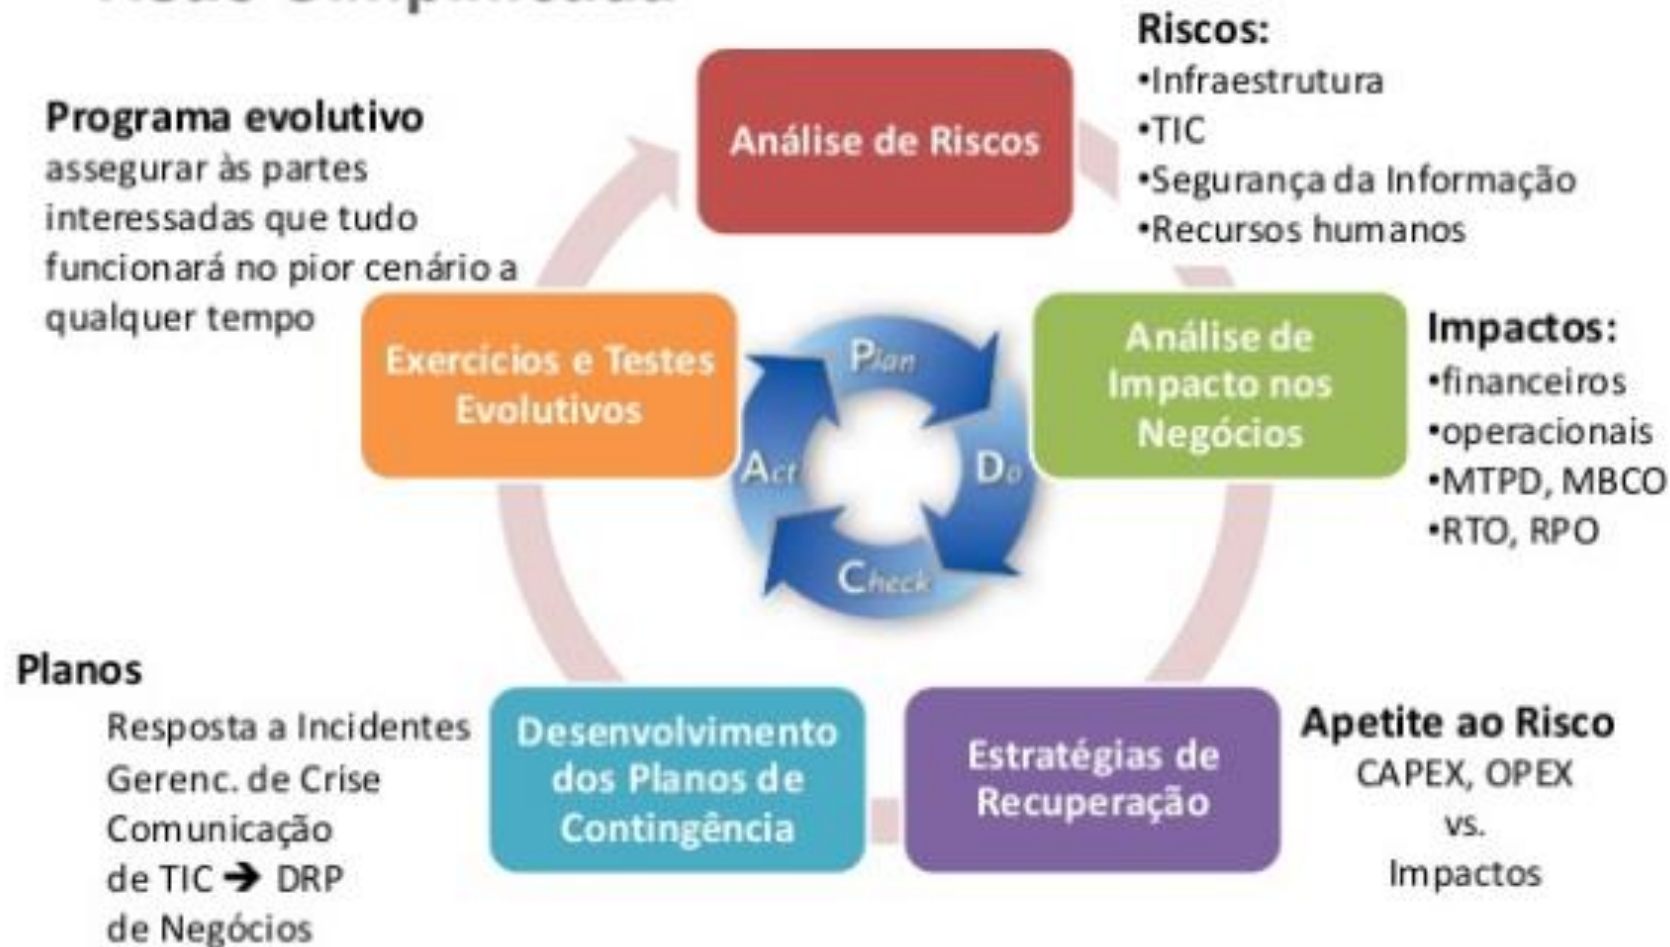 Riscos:
•Infraestrutura
•TIC
•Segurança da Informação
•Recursos humanos
Programa evolutivo
assegurar às partes
interessadas que tudo
funcionará no pior cenário a
qualquer tempo
Análise de Riscos
Análise de
Impacto nos
Negócios
Impactos:
•financeiros
•operacionais
•MTPD, MBCO
•RTO, RPO
Exercícios e Testes
Evolutivos
Plan
Do
Check
Act
Planos
Resposta a Incidentes
Gerenc. de Crise
Comunicação
de TIC ➔ DRP
de Negócios
Desenvolvimento
dos Planos de
Contingência
Estratégias de
Recuperação
Apetite ao Risco
CAPEX, OPEX
vs.
Impactos